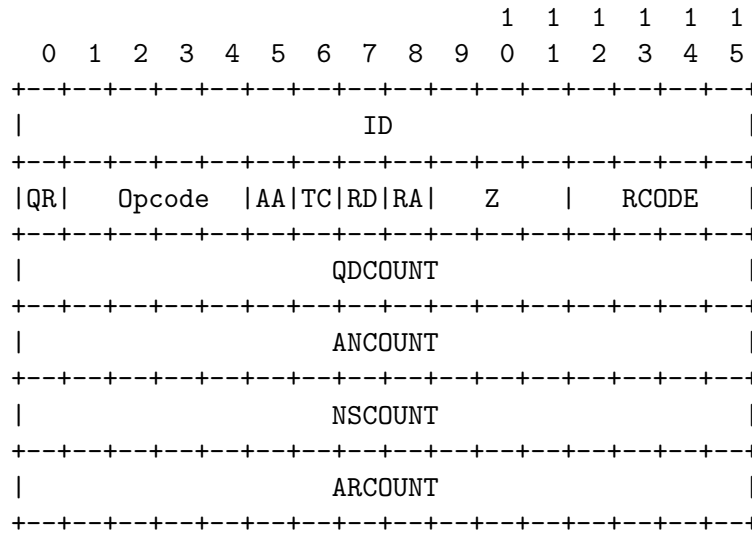 1  1  1  1  1  1
  0  1  2  3  4  5  6  7  8  9  0  1  2  3  4  5
+--+--+--+--+--+--+--+--+--+--+--+--+--+--+--+--+
|                      ID                       |
+--+--+--+--+--+--+--+--+--+--+--+--+--+--+--+--+
|QR|   Opcode  |AA|TC|RD|RA|   Z    |   RCODE   |
+--+--+--+--+--+--+--+--+--+--+--+--+--+--+--+--+
|                    QDCOUNT                    |
+--+--+--+--+--+--+--+--+--+--+--+--+--+--+--+--+
|                    ANCOUNT                    |
+--+--+--+--+--+--+--+--+--+--+--+--+--+--+--+--+
|                    NSCOUNT                    |
+--+--+--+--+--+--+--+--+--+--+--+--+--+--+--+--+
|                    ARCOUNT                    |
+--+--+--+--+--+--+--+--+--+--+--+--+--+--+--+--+